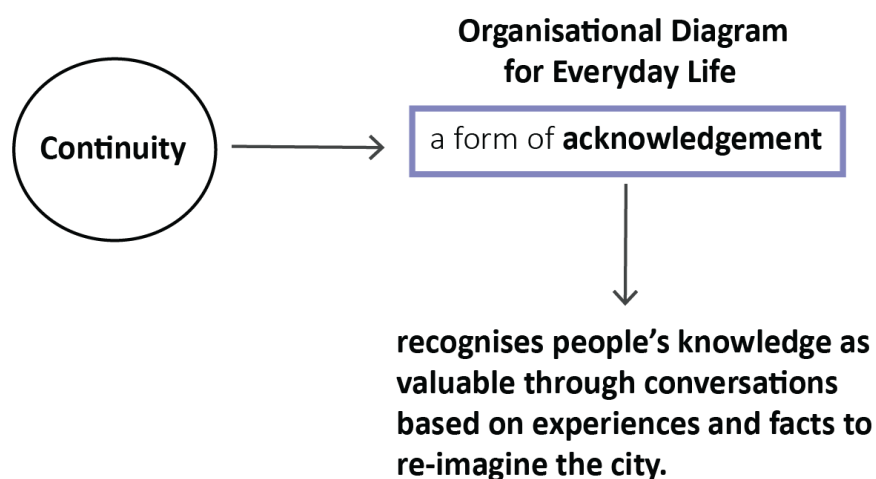 Organisational Diagram
for Everyday Life
Continuity
a form of acknowledgement
recognises people’s knowledge as
valuable through conversations
based on experiences and facts to
re-imagine the city.